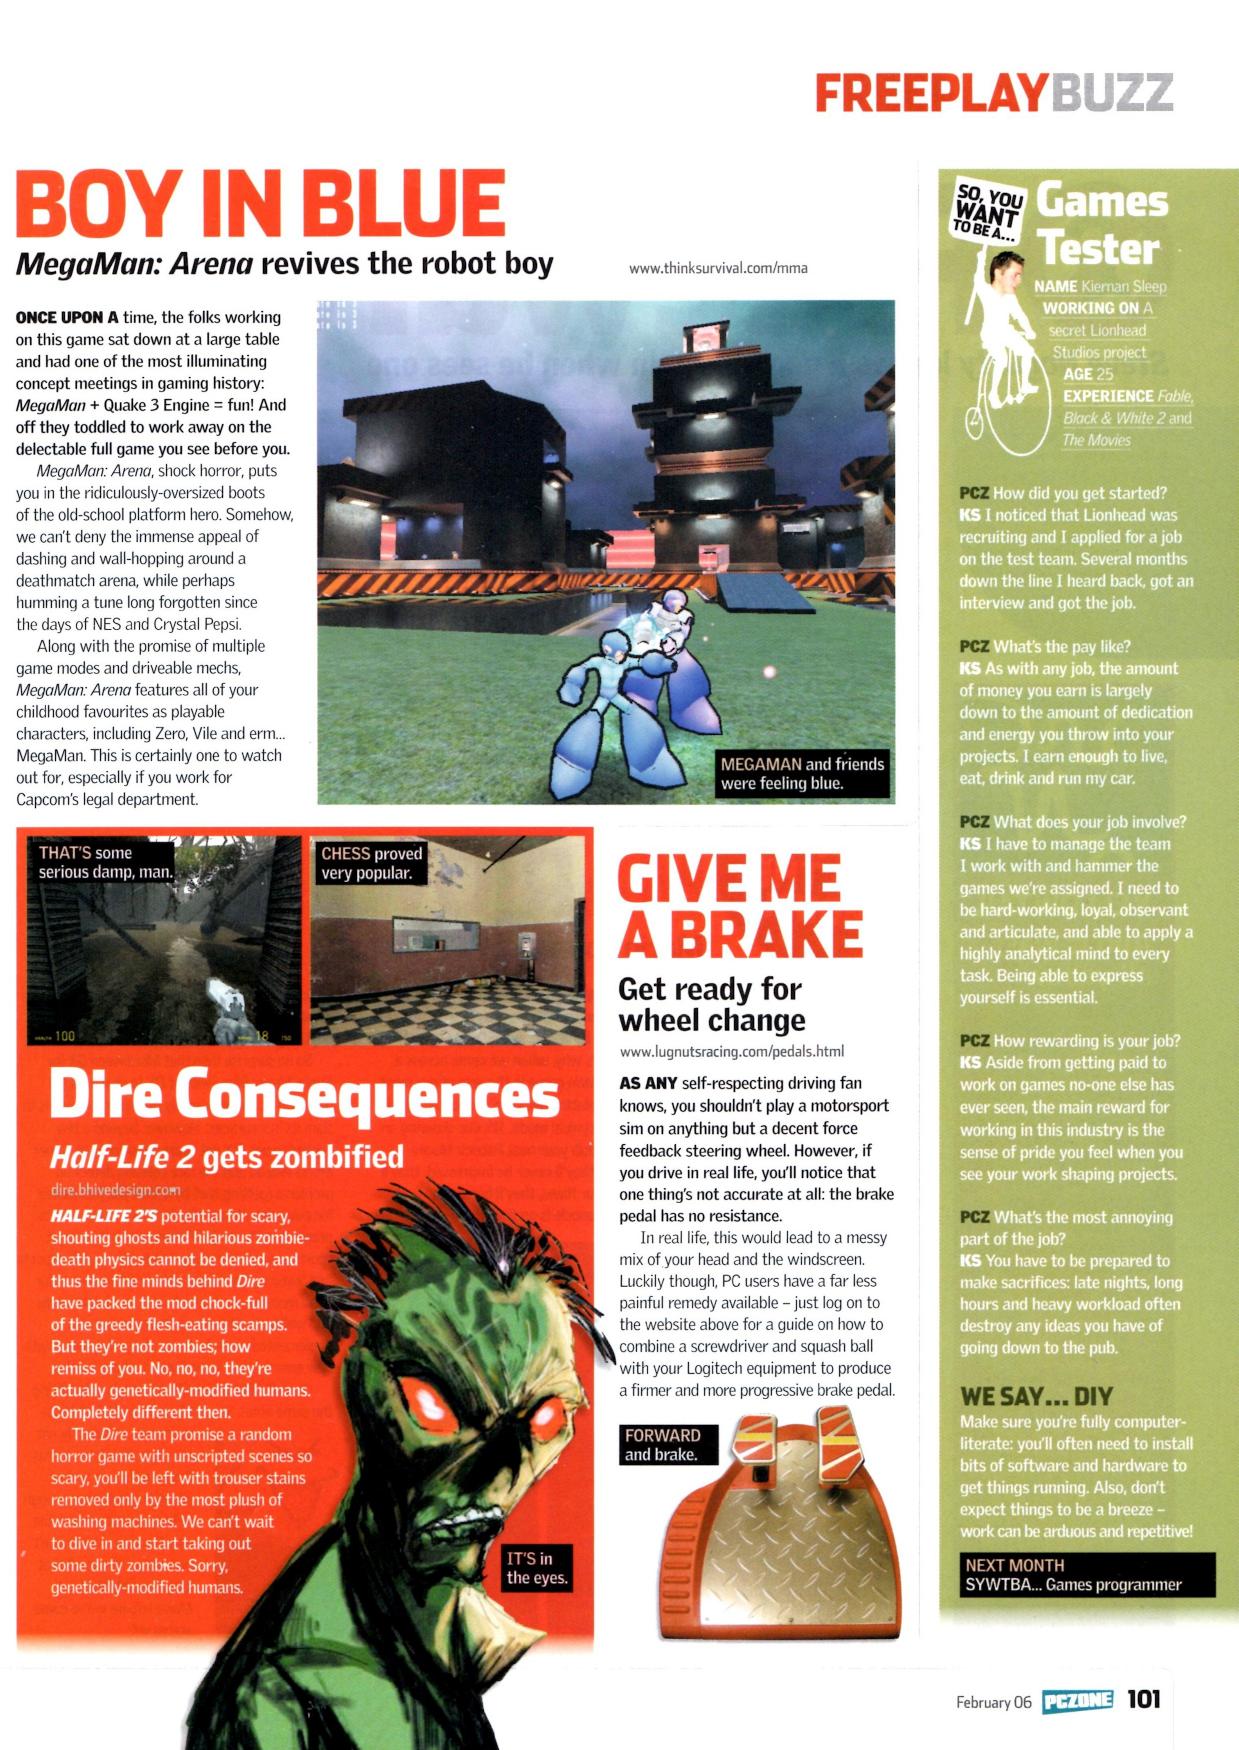 FREEPLAYBUZZ
BOY IN BLUE
MegaMan: Arena revives the robot boy
www.thinksurvival.com/mma
ONCE UPON A time, the folks working
on this game sat down at a large table
and had one of the most illuminating
concept meetings in gaming history:
MegaMan + Quake 3 Engine = fun! And
off they toddled to work away on the
delectable full game you see before you.
MegaMan: Arena, shock horror, puts
you in the ridiculously-oversized boots
of the old-school platform hero. Somehow,
we can't deny the immense appeal of
dashing and wall-hopping around a
deathmatch arena, while perhaps
humming a tune long forgotten since
the days of NES and Crystal Pepsi.
Along with the promise of multiple
game modes and driveable mechs,
MegaMan: Arena features all of your
childhood favourites as playable
characters, including Zero, Vile and erm...
MegaMan. This is certainly one to watch
out for, especially if you work for
Capcom's legal department.
MEGAMAN and friends
were feeling blue.
THAT'S some
serious damp, man.
100
18
CHESS proved
very popular.
Dire Consequences
Half-Life 2 gets zombified
dire.bhivedesign.com
HALF-LIFE 2'S potential for scary,
shouting ghosts and hilarious zombie-
death physics cannot be denied, and
thus the fine minds behind Dire
have packed the mod chock-full
of the greedy flesh-eating scamps.
But they're not zombies; how
remiss of you. No, no, no, they're
actually genetically-modified humans.
Completely different then.
The Dire team promise a random
horror game with unscripted scenes so
scary, you'll be left with trouser stains
removed only by the most plush of
washing machines. We can't wait
to dive in and start taking out
some dirty zombies. Sorry,
genetically-modified humans.
IT'S in
the eyes.
GIVE ME
A BRAKE
Get ready for
wheel change
www.lugnutsracing.com/pedals.html
AS ANY self-respecting driving fan
knows, you shouldn't play a motorsport
sim on anything but a decent force
feedback steering wheel. However, if
you drive in real life, you'll notice that
one thing's not accurate at all: the brake
pedal has no resistance.
In real life, this would lead to a messy
mix of your head and the windscreen.
Luckily though, PC users have a far less
painful remedy available – just log on to
the website above for a guide on how to
combine a screwdriver and squash ball
with your Logitech equipment to produce
a firmer and more progressive brake pedal.
FORWARD
and brake.
SO, YOU
WANT
TO BE A...
Games
Tester
NAME Kiernan Sleep
WORKING ON A
secret Lionhead
Studios project
AGE 25
EXPERIENCE Fable,
Black & White 2 and
The Movies
PCZ How did you get started?
KS I noticed that Lionhead was
recruiting and I applied for a job
on the test team. Several months
down the line I heard back, got an
interview and got the job.
PCZ What's the pay like?
KS As with any job, the amount
of money you earn is largely
down to the amount of dedication
and energy you throw into your
projects. I earn enough to live,
eat, drink and run my car.
PCZ What does your job involve?
KS I have to manage the team
I work with and hammer the
games we're assigned. I need to
be hard-working, loyal, observant
and articulate, and able to apply a
highly analytical mind to every
task. Being able to express
yourself is essential.
PCZ How rewarding is your job?
KS Aside from getting paid to
work on games no-one else has
ever seen, the main reward for
working in this industry is the
sense of pride you feel when you
see your work shaping projects.
PCZ What's the most annoying
part of the job?
KS You have to be prepared to
make sacrifices: late nights, long
hours and heavy workload often
destroy any ideas you have of
going down to the pub.
WE SAY... DIY
Make sure you're fully computer-
literate: you'll often need to install
bits of software and hardware to
get things running. Also, don't
expect things to be a breeze –
work can be arduous and repetitive!
NEXT MONTH
SYWTBA... Games programmer
February 06 PCZONE 101